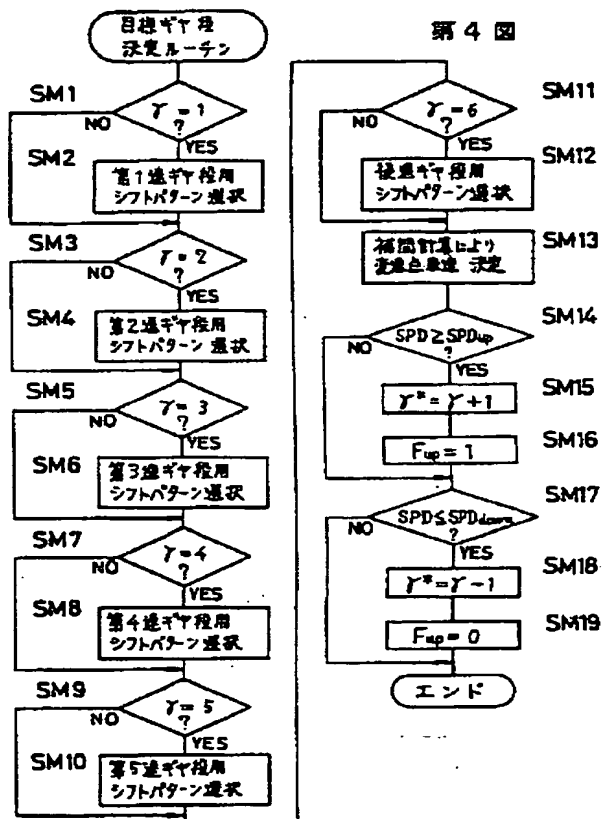 目標ギヤ段
決定ルーチン
SM1
γ=1
?
NO
YES
SM2
第1速ギヤ段用
シフトパターン選択
SM3
γ=2
?
NO
YES
SM4
第2速ギヤ段用
シフトパターン選択
SM5
γ=3
?
NO
YES
SM6
第3速ギヤ段用
シフトパターン選択
SM7
γ=4
?
NO
YES
SM8
第4速ギヤ段用
シフトパターン選択
SM9
γ=5
?
NO
YES
SM10
第5速ギヤ段用
シフトパターン選択
第4図
SM11
γ=6
?
NO
YES
SM12
後進ギヤ段用
シフトパターン選択
SM13
補間計算により
変速点車速 決定
SM14
SPD≥SPDup
?
NO
YES
SM15
γ*=γ+1
SM16
Fup=1
SM17
SPD≤SPDdown
?
NO
YES
SM18
γ*=γ-1
SM19
Fup=0
エンド